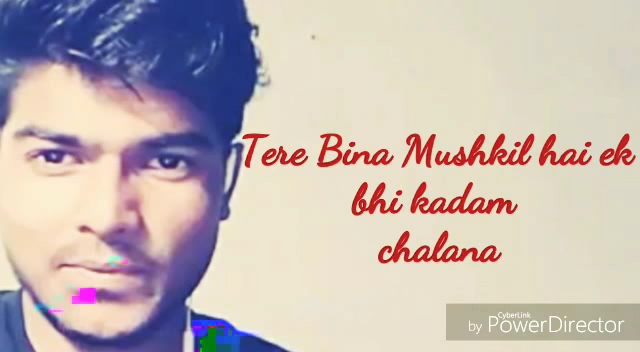 Tere Bina Mushkil hai ek
bhi kadam
chalana
CyberLink
by PowerDirector